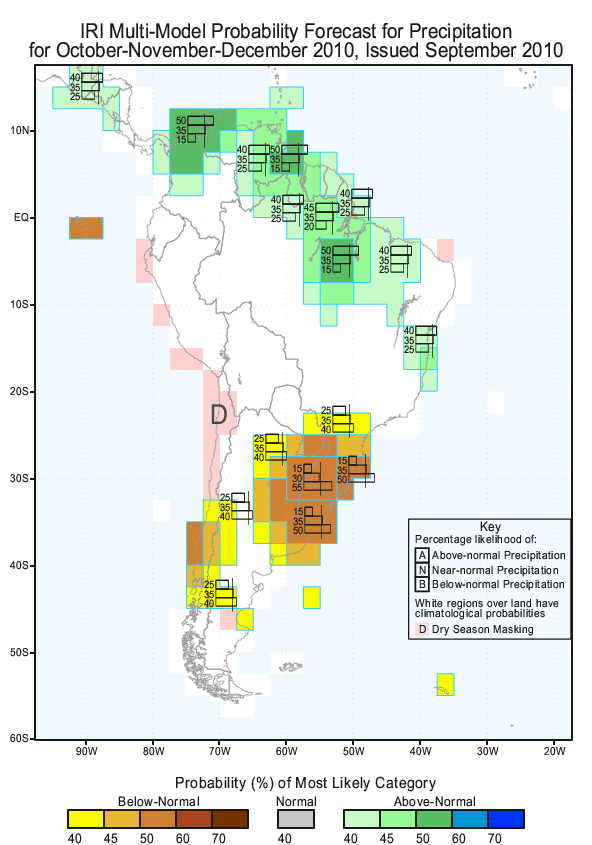 IRI Multi-Model Probability Forecast for Precipitation
for October-November-December 2010, Issued September 2010
40
35
25
50
35
15
10N
40
35
25
50
35
15
40
35
25
45
35
20
40
35
25
EQ
50
35
15
40
35
25
10S
40
35
25
20S
D
25
35
40
25
35
40
15
35
50
15
30
55
30S
25
35
40
15
35
50
40S
25
35
40
50S
60S
90W 80W 70W 60W 50W 40W 30W 20W
Key
Percentage likelihood of:
A Above-normal Precipitation
N Near-normal Precipitation
B Below-normal Precipitation
White regions over land have
climatological probabilities
D Dry Season Masking
Probability (%) of Most Likely Category
Below-Normal Normal Above-Normal
40 45 50 60 70 40 40 45 50 60 70